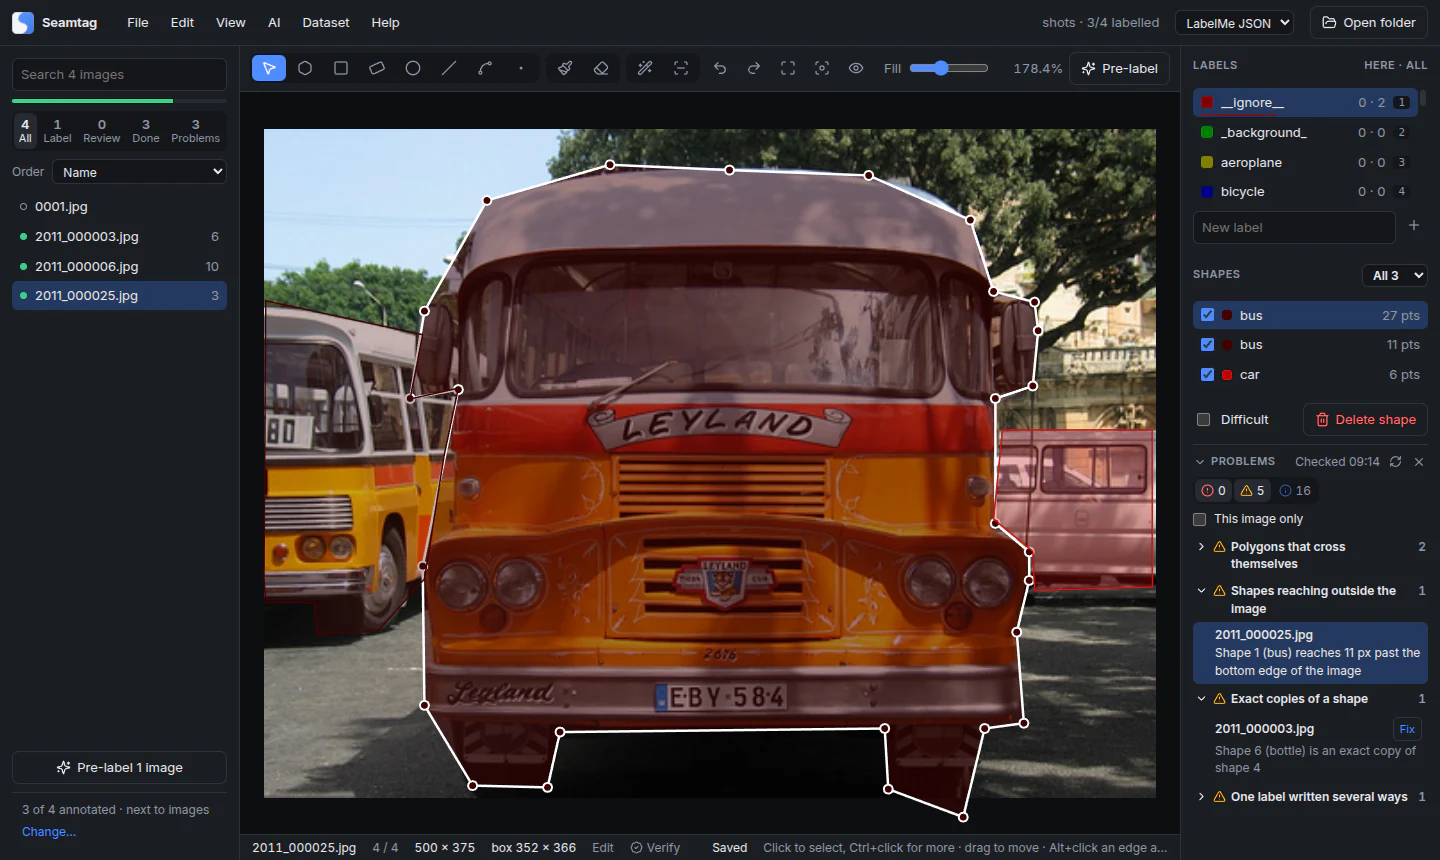 Seamtag
File
Edit
View
AI
Dataset
Help
shots · 3/4 labelled
LabelMe JSON
Open folder
Search 4 images
4
All
1
Label
0
Review
3
Done
3
Problems
Order
Name
0001.jpg
2011_000003.jpg 6
2011_000006.jpg 10
2011_000025.jpg 3
Pre-label 1 image
3 of 4 annotated · next to images
Change...
Fill
178.4%
Pre-label
80
LEYLAND
LEYLAND
2676
Leyland
EBY·584
2011_000025.jpg
4 / 4
500 × 375
box 352 × 366
Edit
Verify
Saved
Click to select, Ctrl+click for more · drag to move · Alt+click an edge a...
LABELS HERE · ALL
__ignore__ 0 · 2 1
_background_ 0 · 0 2
aeroplane 0 · 0 3
bicycle 0 · 0 4
New label
SHAPES All 3
bus 27 pts
bus 11 pts
car 6 pts
Difficult
Delete shape
PROBLEMS Checked 09:14
0 5 16
This image only
Polygons that cross 2
themselves
Shapes reaching outside the 1
image
2011_000025.jpg
Shape 1 (bus) reaches 11 px past the
bottom edge of the image
Exact copies of a shape 1
2011_000003.jpg Fix
Shape 6 (bottle) is an exact copy of
shape 4
One label written several ways 1